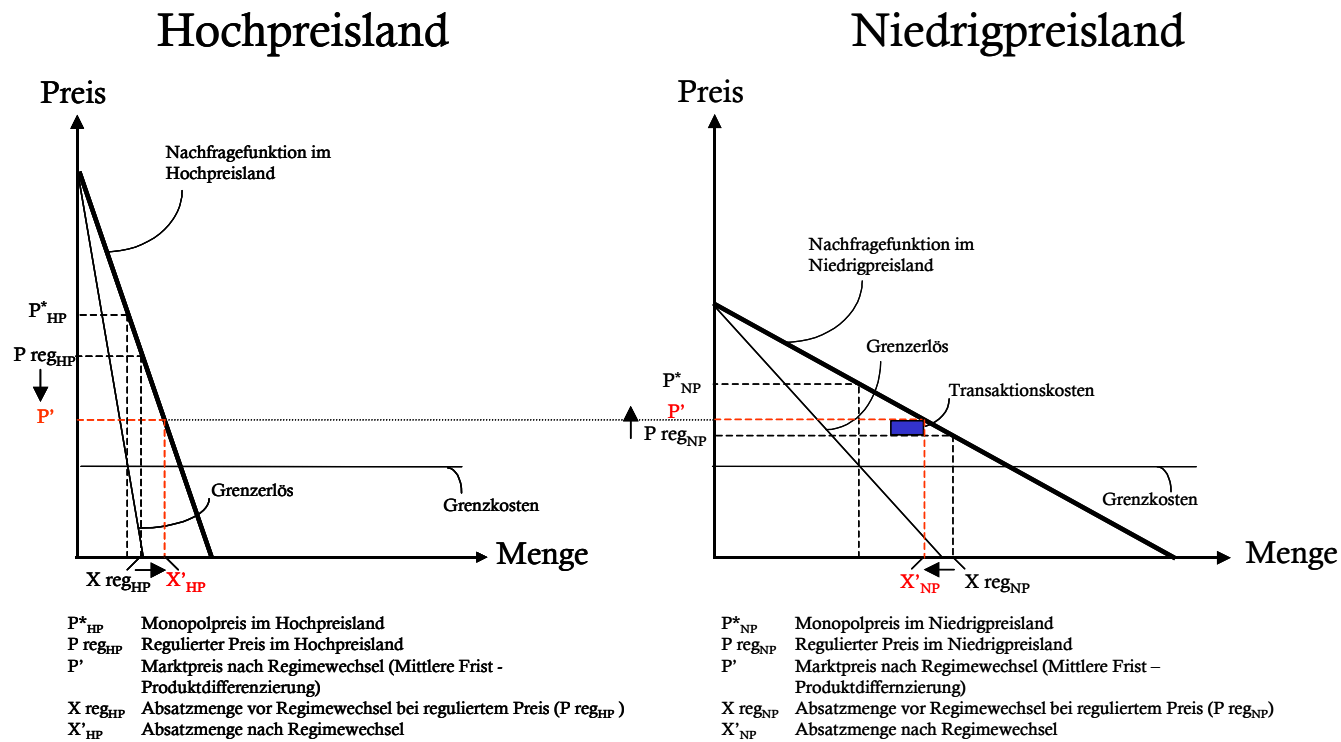 Hochpreisland
Preis
Nachfragefunktion im
Hochpreisland
P*HP
P regHP
P'
Grenzerlös
Grenzkosten
Menge
X regHP
X'HP
P*HP Monopolpreis im Hochpreisland
P regHP Regulierter Preis im Hochpreisland
P' Marktpreis nach Regimewechsel (Mittlere Frist -
Produktdifferenzierung)
X regHP Absatzmenge vor Regimewechsel bei reguliertem Preis (P regHP )
X'HP Absatzmenge nach Regimewechsel
Niedrigpreisland
Preis
Nachfragefunktion im
Niedrigpreisland
Grenzerlös
P*NP
Transaktionskosten
P'
P regNP
Grenzkosten
Menge
X'NP
X regNP
P*NP Monopolpreis im Niedrigpreisland
P regNP Regulierter Preis im Niedrigpreisland
P' Marktpreis nach Regimewechsel (Mittlere Frist –
Produktdiffernzierung)
X regNP Absatzmenge vor Regimewechsel bei reguliertem Preis (P regNP)
X'NP Absatzmenge nach Regimewechsel